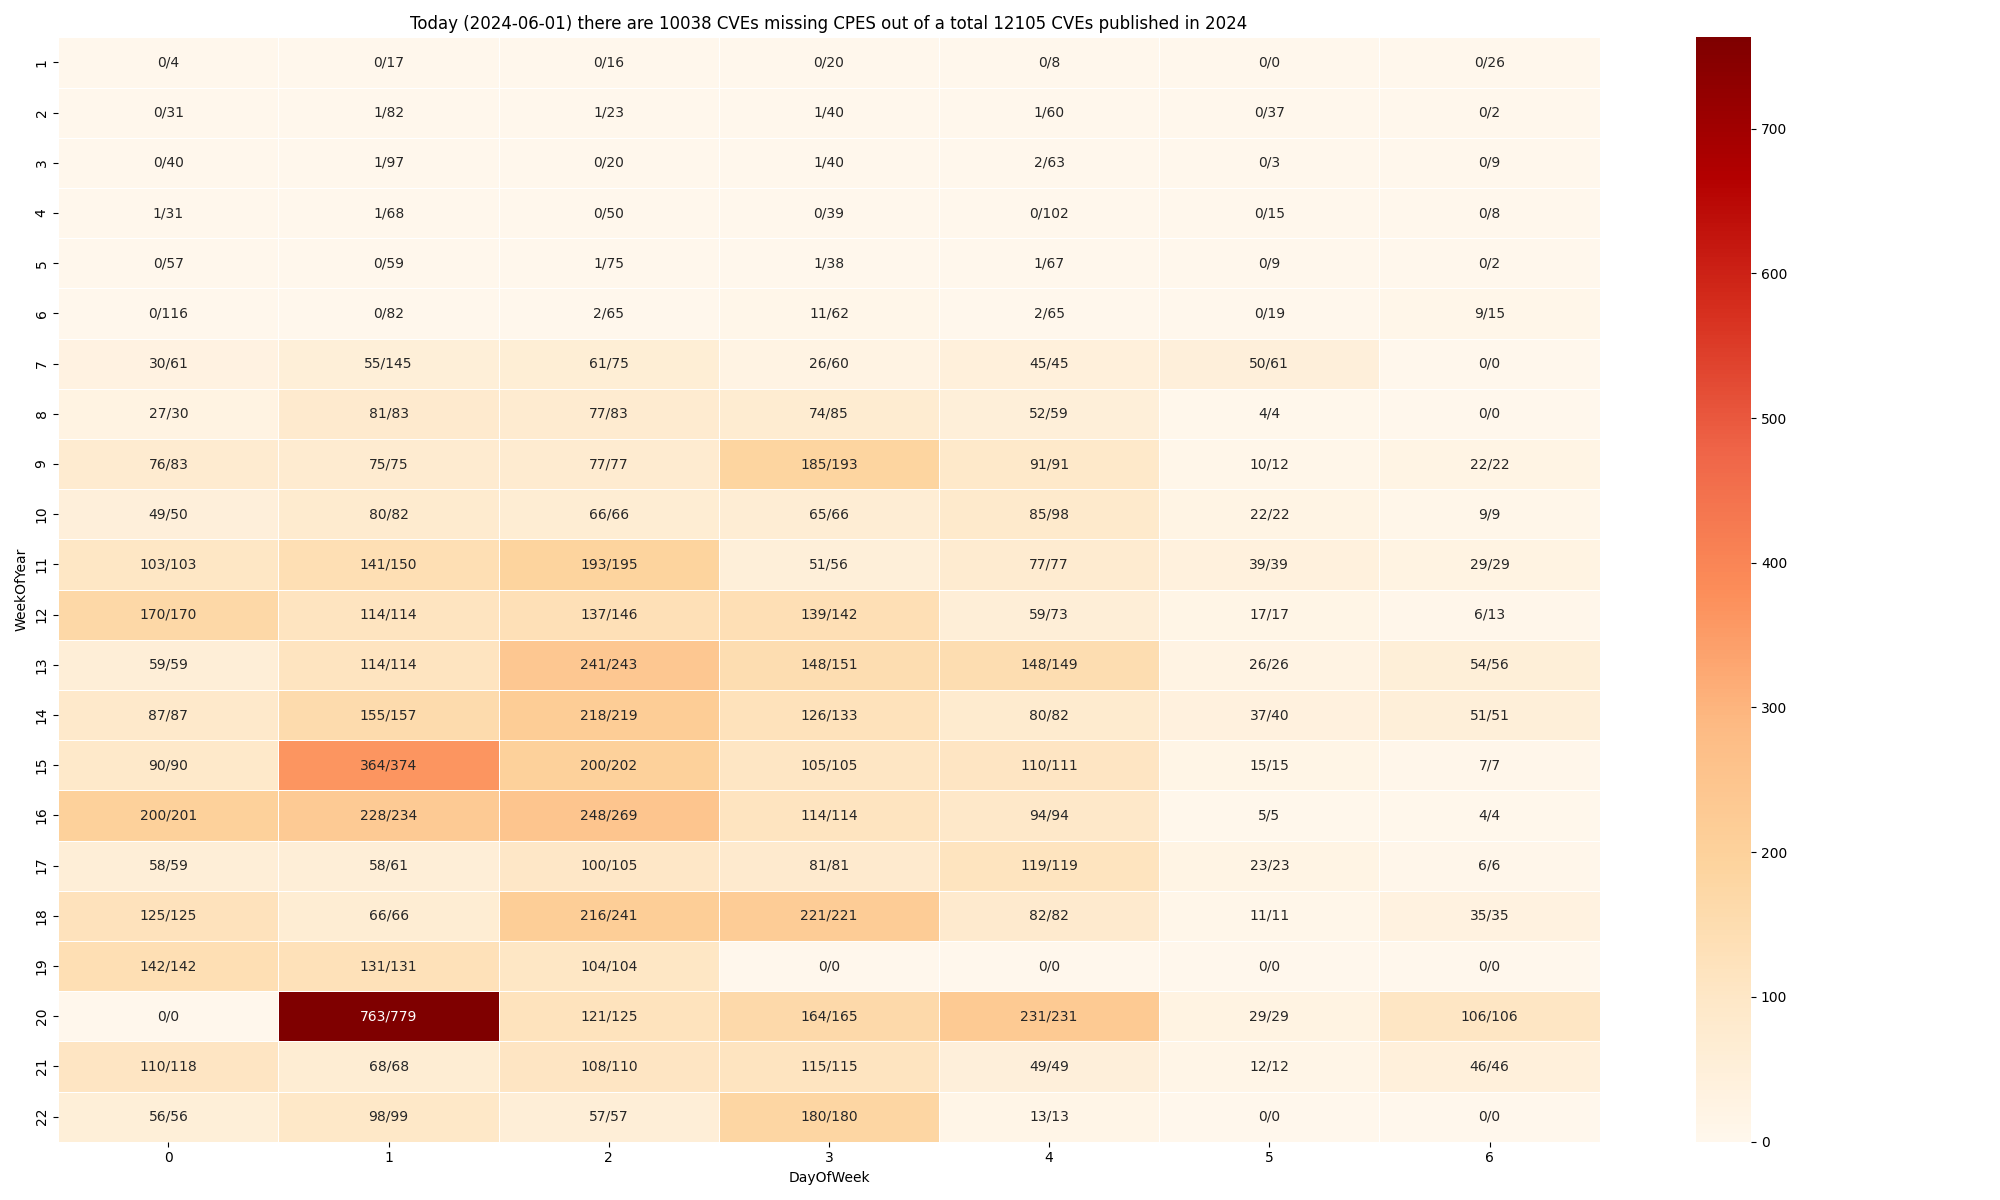 Today (2024-06-01) there are 10038 CVEs missing CPES out of a total 12105 CVEs published in 2024
1 0/4 0/17 0/16 0/20 0/8 0/0 0/26
2 0/31 1/82 1/23 1/40 1/60 0/37 0/2
700
3 0/40 1/97 0/20 1/40 2/63 0/3 0/9
4 1/31 1/68 0/50 0/39 0/102 0/15 0/8
5 0/57 0/59 1/75 1/38 1/67 0/9 0/2
600
6 0/116 0/82 2/65 11/62 2/65 0/19 9/15
7 30/61 55/145 61/75 26/60 45/45 50/61 0/0
8 27/30 81/83 77/83 74/85 52/59 4/4 0/0
500
9 76/83 75/75 77/77 185/193 91/91 10/12 22/22
10 49/50 80/82 66/66 65/66 85/98 22/22 9/9
11 103/103 141/150 193/195 51/56 77/77 39/39 29/29
400
WeekOfYear
12 170/170 114/114 137/146 139/142 59/73 17/17 6/13
13 59/59 114/114 241/243 148/151 148/149 26/26 54/56
300
14 87/87 155/157 218/219 126/133 80/82 37/40 51/51
15 90/90 364/374 200/202 105/105 110/111 15/15 7/7
16 200/201 228/234 248/269 114/114 94/94 5/5 4/4
200
17 58/59 58/61 100/105 81/81 119/119 23/23 6/6
18 125/125 66/66 216/241 221/221 82/82 11/11 35/35
19 142/142 131/131 104/104 0/0 0/0 0/0 0/0
100
20 0/0 763/779 121/125 164/165 231/231 29/29 106/106
21 110/118 68/68 108/110 115/115 49/49 12/12 46/46
22 56/56 98/99 57/57 180/180 13/13 0/0 0/0
0
0 1 2 3 4 5 6
DayOfWeek